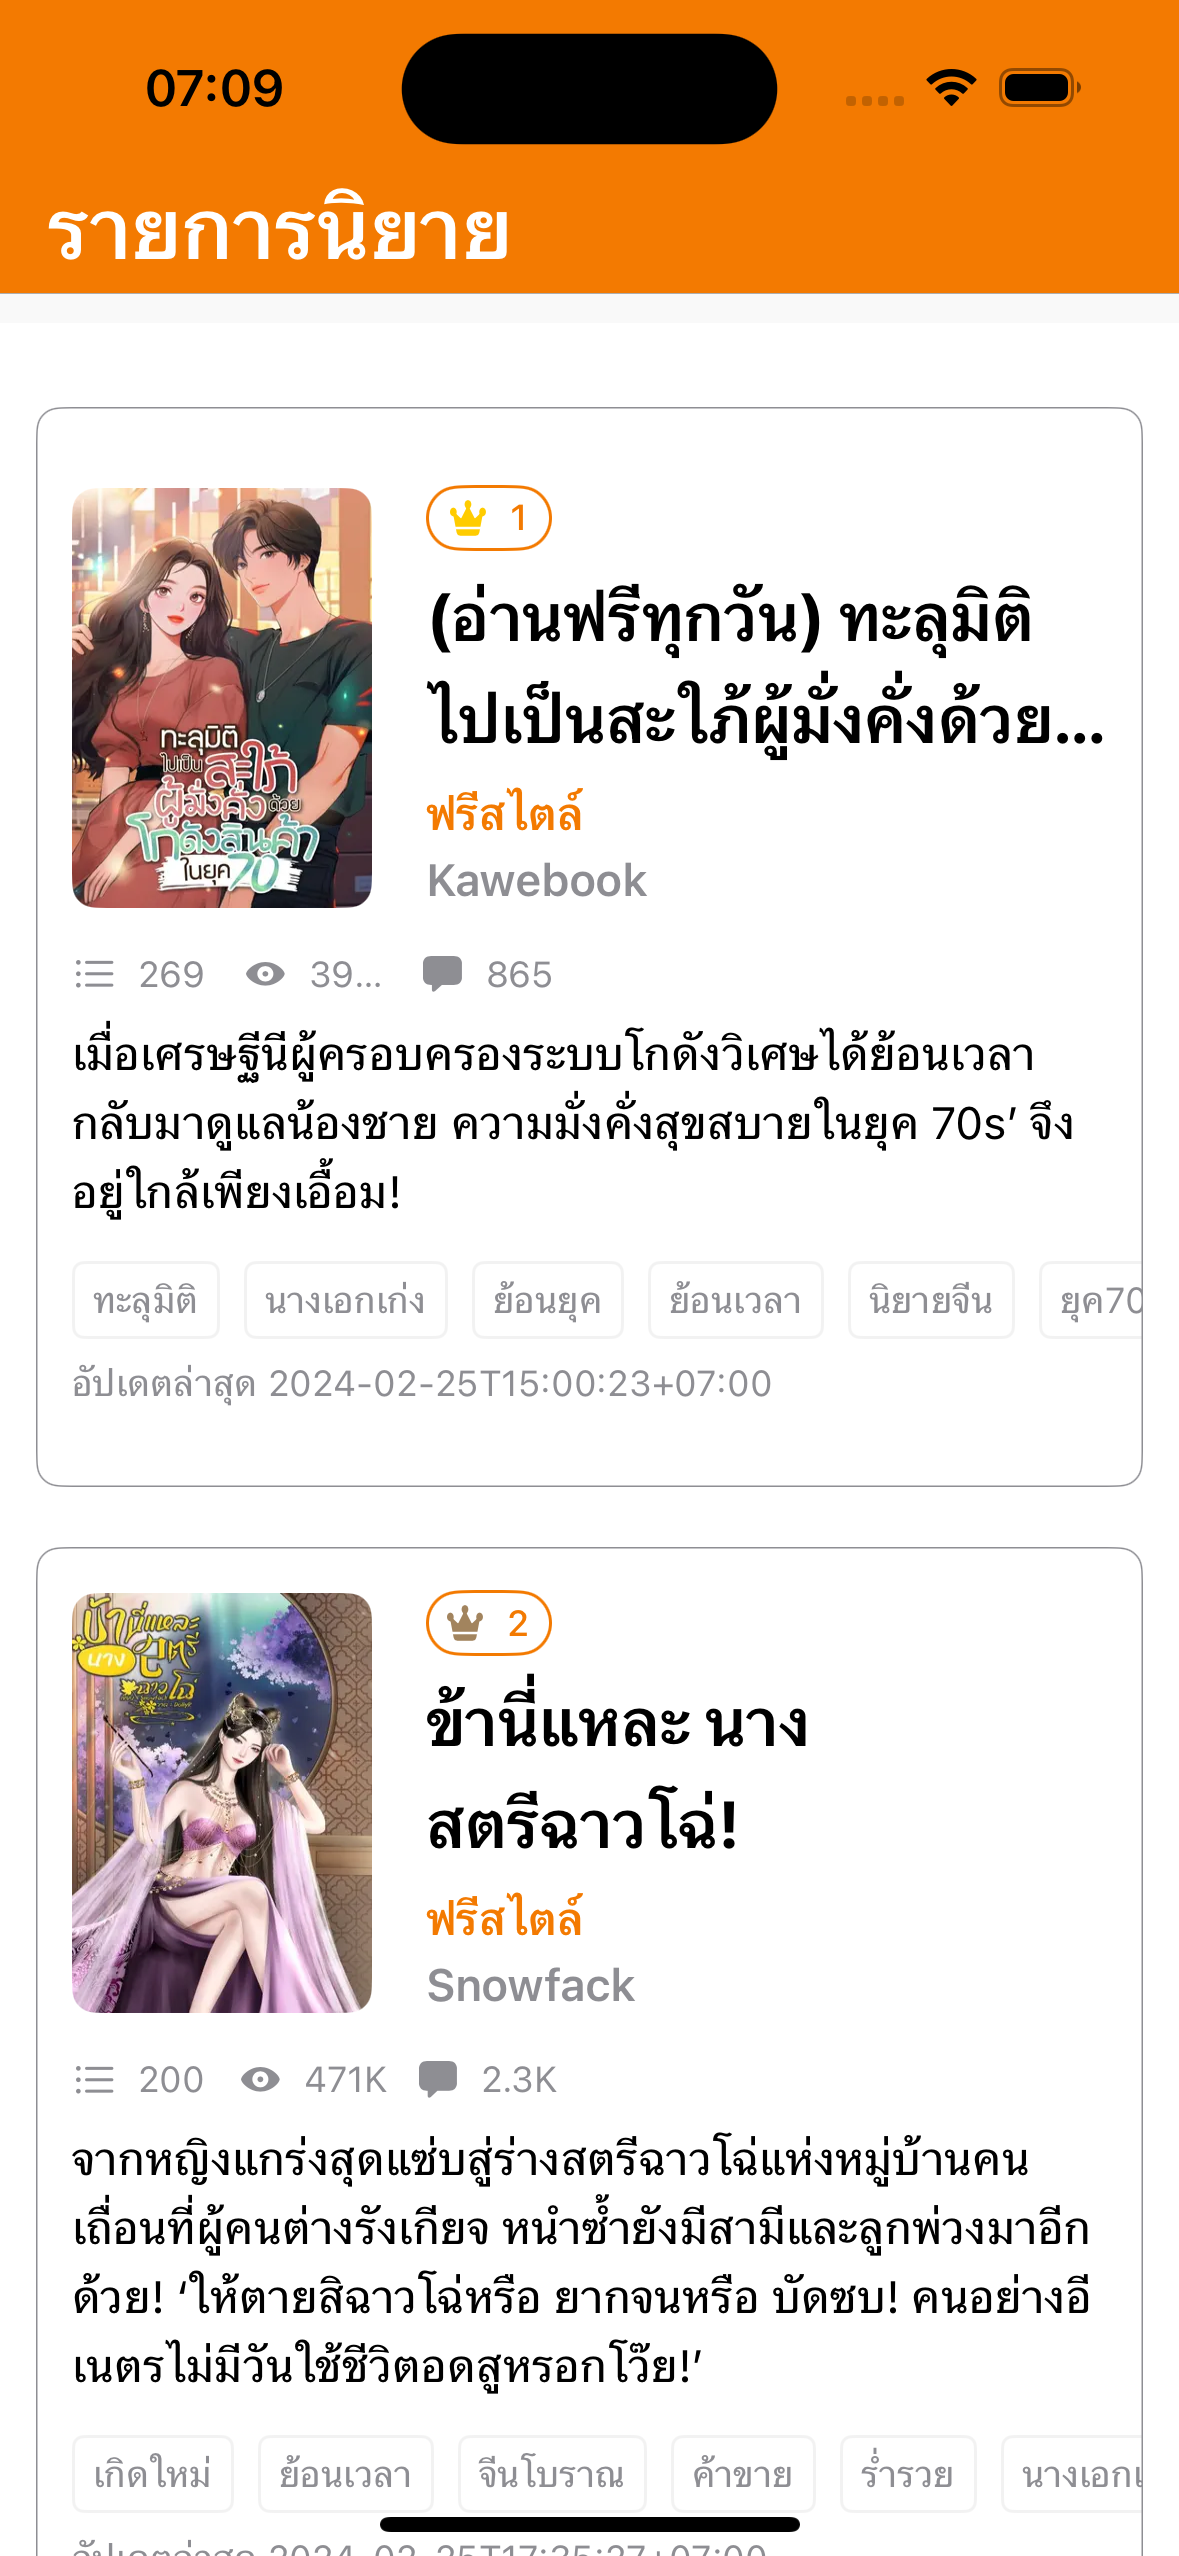 07:09
รายการนิยาย
1
(อ่านฟรีทุกวัน) ทะลุมิติ
ไปเป็นสะใภ้ผู้มั่งคั่งด้วย...
ฟรีสไตล์
Kawebook
ทะลุมิติ
ไปเป็น สะใภ้
ผู้มั่งคั่ง ด้วย
โกดังสินค้า
ในยุค 70
269 39... 865
เมื่อเศรษฐีนีผู้ครอบครองระบบโกดังวิเศษได้ย้อนเวลา
กลับมาดูแลน้องชาย ความมั่งคั่งสุขสบายในยุค 70s’ จึง
อยู่ใกล้เพียงเอื้อม!
ทะลุมิติ นางเอกเก่ง ย้อนยุค ย้อนเวลา นิยายจีน ยุค70
อัปเดตล่าสุด 2024-02-25T15:00:23+07:00
2
ข้านี่แหละ นาง
สตรีฉาวโฉ่!
ฟรีสไตล์
Snowfack
ข้านี่แหละ
นาง สตรี
ฉาวโฉ่
200 471K 2.3K
จากหญิงแกร่งสุดแซ่บสู่ร่างสตรีฉาวโฉ่แห่งหมู่บ้านคน
เถื่อนที่ผู้คนต่างรังเกียจ หนำซ้ำยังมีสามีและลูกพ่วงมาอีก
ด้วย! ‘ให้ตายสิฉาวโฉ่หรือ ยากจนหรือ บัดซบ! คนอย่างอี
เนตรไม่มีวันใช้ชีวิตอดสูหรอกโว๊ย!’
เกิดใหม่ ย้อนเวลา จีนโบราณ ค้าขาย ร่ำรวย นางเอกเ
อัปเดตล่าสุด 2024-02-25T17:35:27+07:00